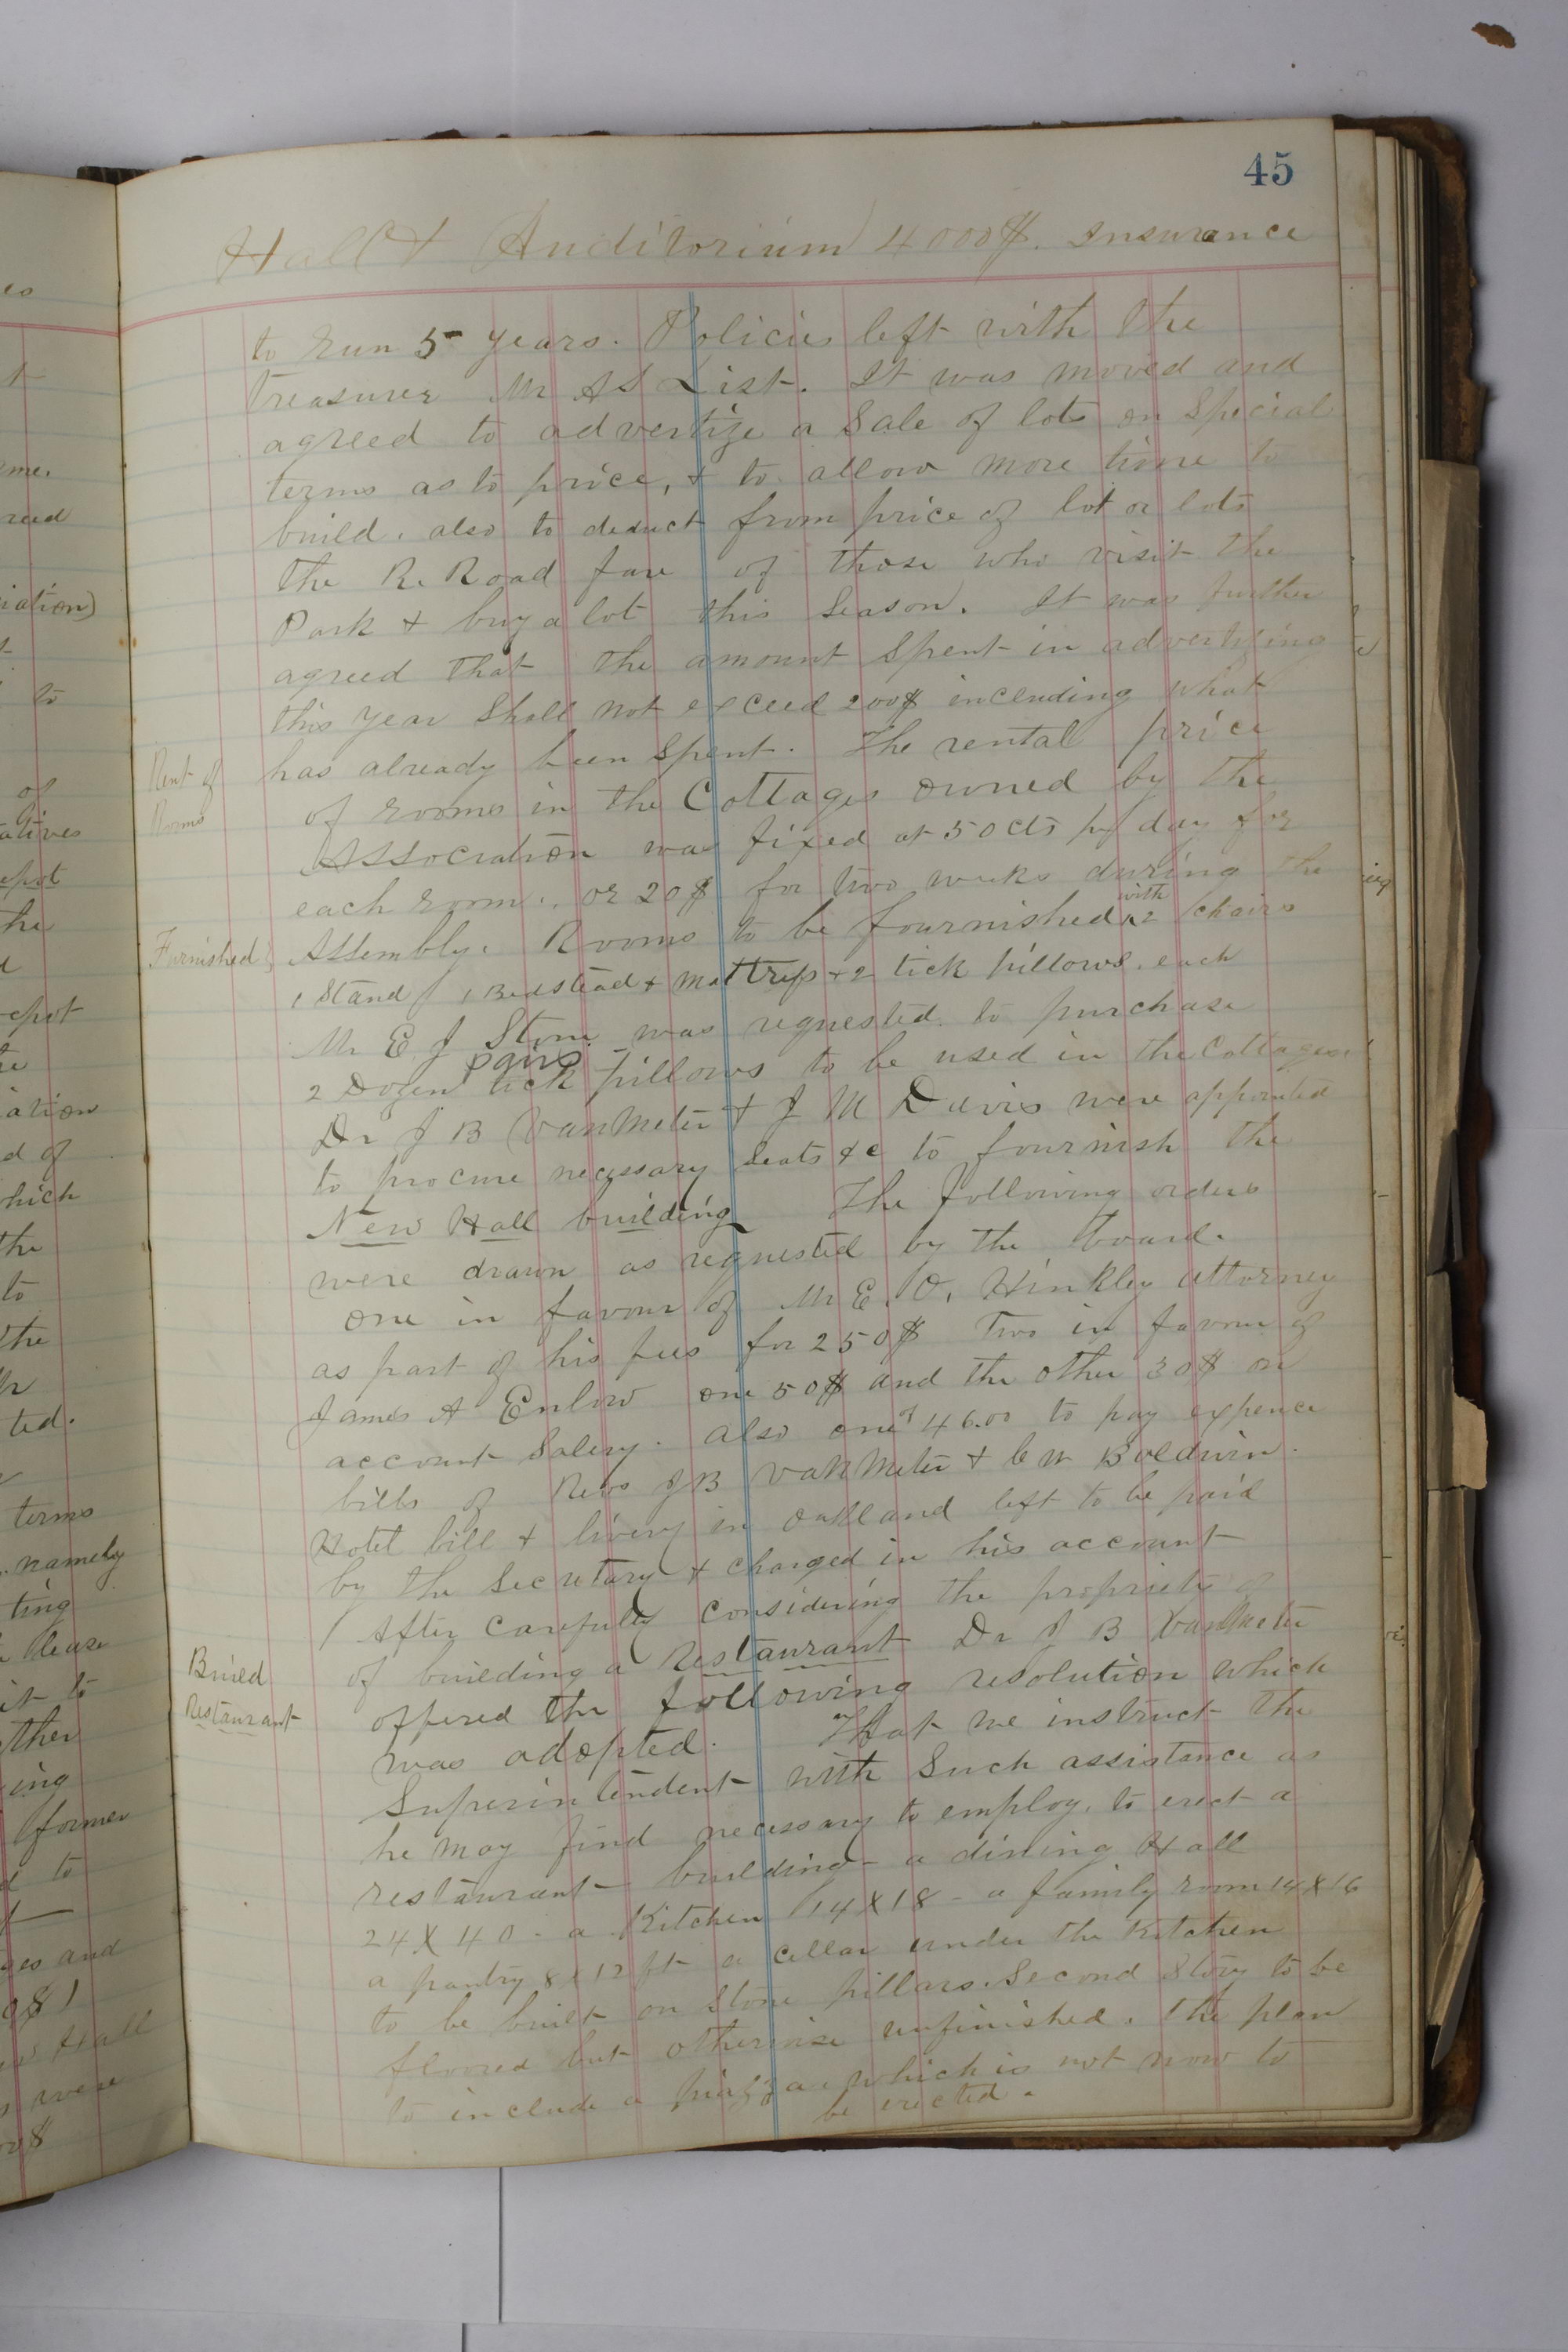 45
Hall & Auditorium 4000$. Insurance
to run 5 years. Policies left with the
treasurer Mr A S List. It was moved and
agreed to advertize a Sale of lots on Special
terms as to price, & to allow more time to
build. also to deduct from price of lot or lots
the R. Road fare of those who visit the
Park & buy a lot this Season. It was further
agreed that the amount Spent in advertising
this year Shall not exceed 200$ including what
has already been Spent. The rental price
Rent of
Rooms
of rooms in the Cottages owned by the
Association was fixed at 50 cts pr day for
each room. or 20$ for two weeks during the
Furnished
Assembly. Rooms to be fournished with 2 chairs
1 Stand 1 Bedstead & mattress & 2 tick pillows each
Mr E J Stone was requested to purchase
2 Dozen pairs tick pillows to be used in the Cottages
Dr J B VanMeter & J M Davis were appointed
to procure necessary Seats &c to fournish the
New Hall building The following orders
were drawn as requested by the board.
One in favour of Mr E. O. Hinkley attorney
as part of his fees for 250$ Two in favour of
James A Enlow one 50$ and the other 30$ on
account Salery. also one of 46.00 to pay expence
bills of Revs J B VanMeter & C W Baldwin.
Hotel bill & livery in Oakland left to be paid
by the Secretary & charged in his account
After Carefully Considering the propriety of
Build
Restaurant
of building a Restaurant Dr J B VanMeter
offered the following resolution which
was adopted. That we instruct the
Superintendent with Such assistance as
he may find necessary to employ, to erect a
restaurant building - a dining Hall
24 X 40 - a Kitchen 14 X 18 - a family room 14 X 16
a pantry 8 x 12 ft a cellar under the Kitchen
to be built on Stone pillars. Second Story to be
floored but otherwise unfinished. the plan
to include a piazza which is not now to
be erected.